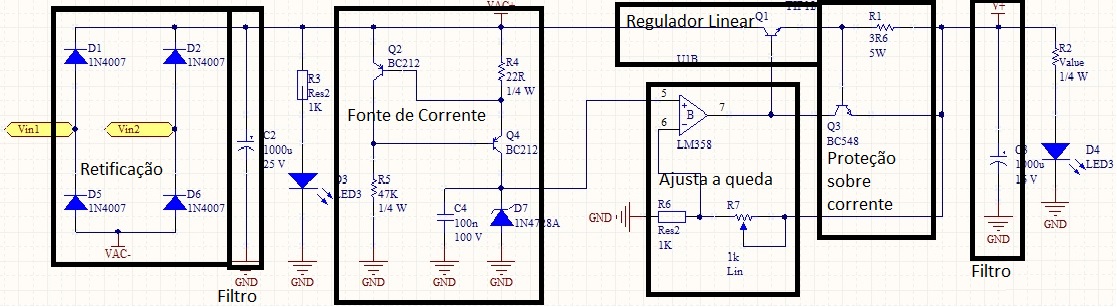 VAC+
D1
1N4007
D2
1N4007
Vin1
Vin2
Retificação
D5
1N4007
D6
1N4007
VAC-
C2
1000u
25 V
GND
Filtro
R3
Res2
1K
LED3
GND
Q2
BC212
R4
22R
1/4 W
Fonte de Corrente
Q4
BC212
R5
47K
1/4 W
GND
C4
100n
100 V
GND
D7
1N4728A
GND
Regulador Linear
Q1
U1B
5
6
7
B
LM358
Ajusta a queda
GND
R6
Res2
1K
R7
1k
Lin
R1
3R6
5W
Q3
BC548
Proteção
sobre
corrente
V+
1000u
GND
Filtro
R2
Value
1/4 W
D4
LED3
GND